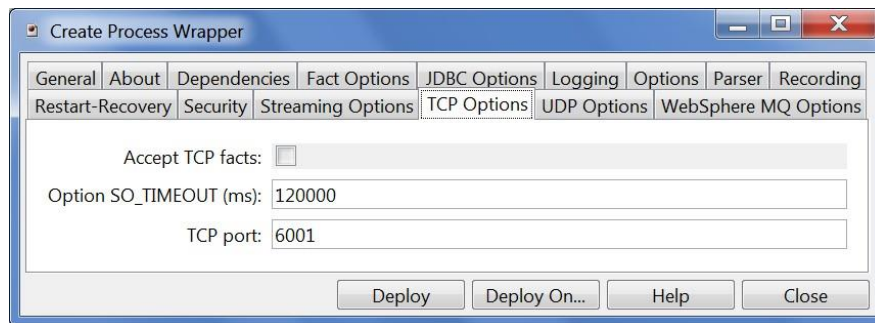 Create Process Wrapper
General About Dependencies Fact Options JDBC Options Logging Options Parser Recording
Restart-Recovery Security Streaming Options TCP Options UDP Options WebSphere MQ Options
Accept TCP facts:
Option SO_TIMEOUT (ms): 120000
TCP port: 6001
Deploy Deploy On... Help Close